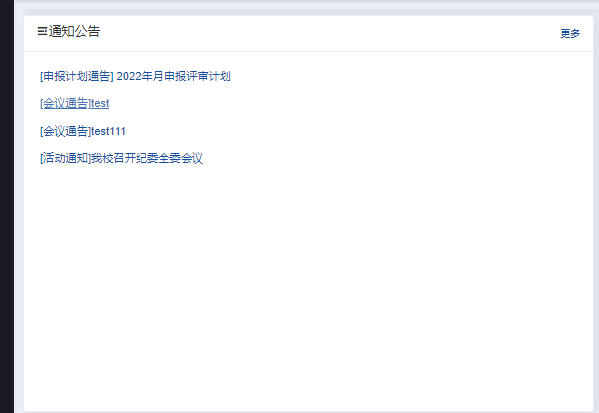 通知公告
更多
[申报计划通告] 2022年月申报评审计划
[会议通告]test
[会议通告]test111
[活动通知]我校召开纪委全委会议